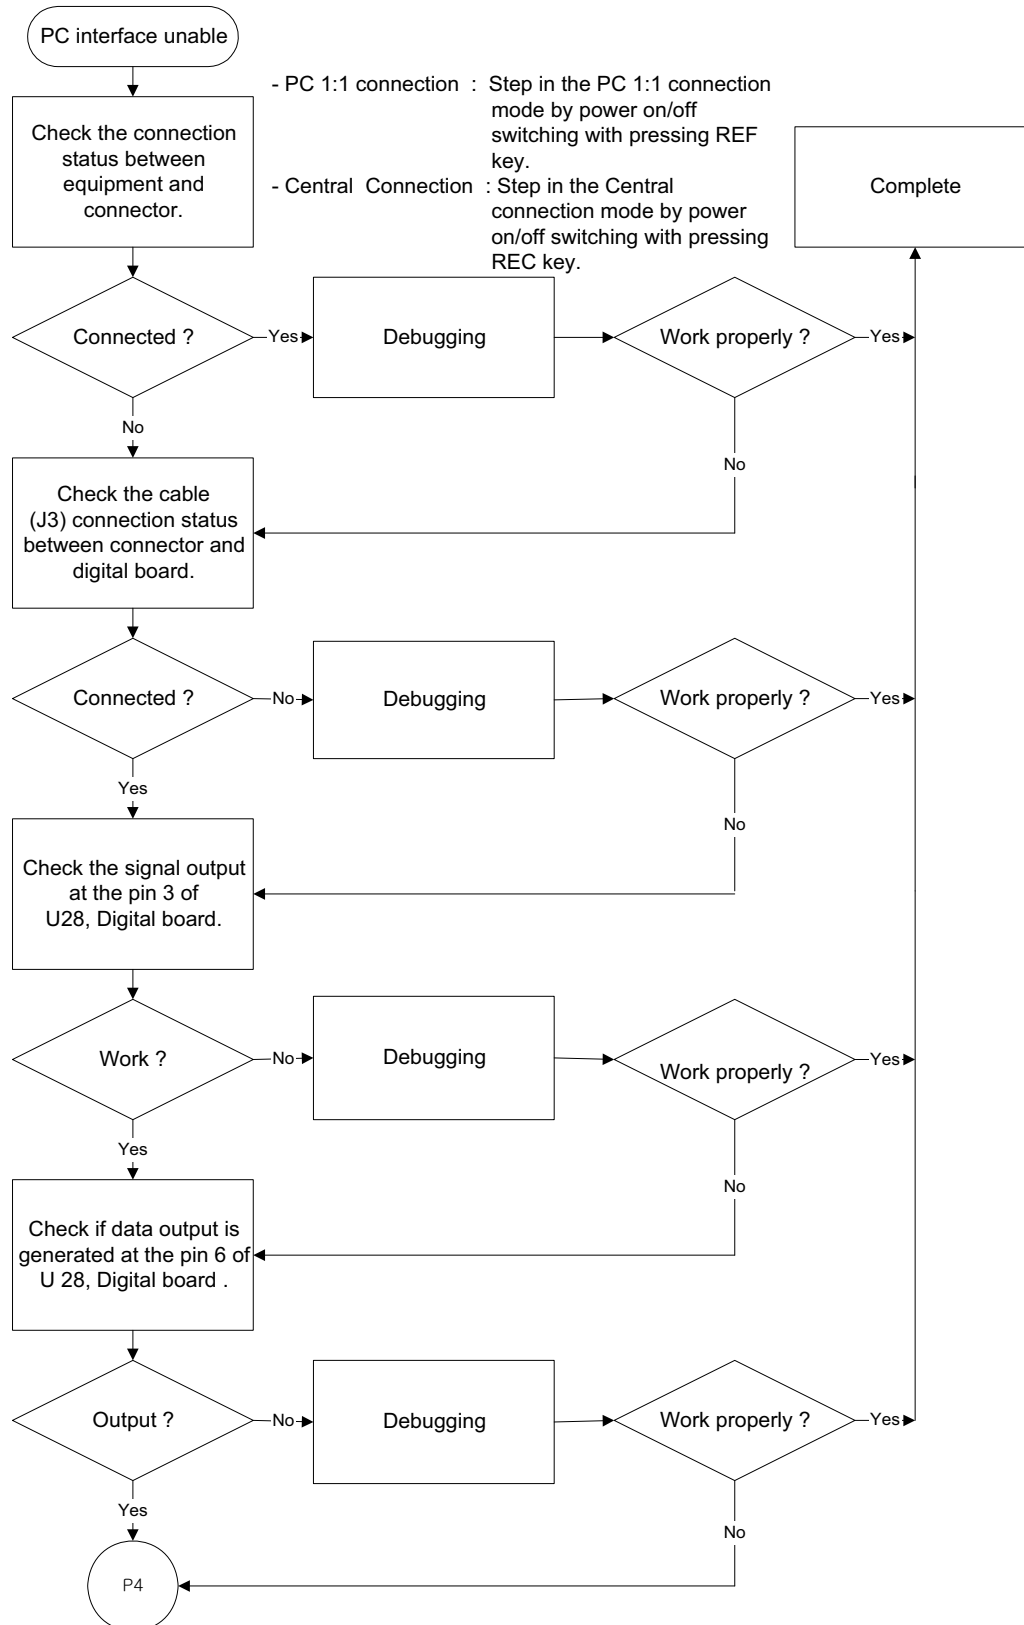 PC interface unable
- PC 1:1 connection : Step in the PC 1:1 connection
mode by power on/off
switching with pressing REF
key.
- Central Connection : Step in the Central
connection mode by power
on/off switching with pressing
REC key.
Check the connection
status between
equipment and
connector.
Complete
Connected ?
Yes
Debugging
Work properly ?
Yes
No
No
Check the cable
(J3) connection status
between connector and
digital board.
Connected ?
No
Debugging
Work properly ?
Yes
Yes
No
Check the signal output
at the pin 3 of
U28, Digital board.
Work ?
No
Debugging
Work properly ?
Yes
Yes
No
Check if data output is
generated at the pin 6 of
U 28, Digital board .
Output ?
No
Debugging
Work properly ?
Yes
Yes
No
P4